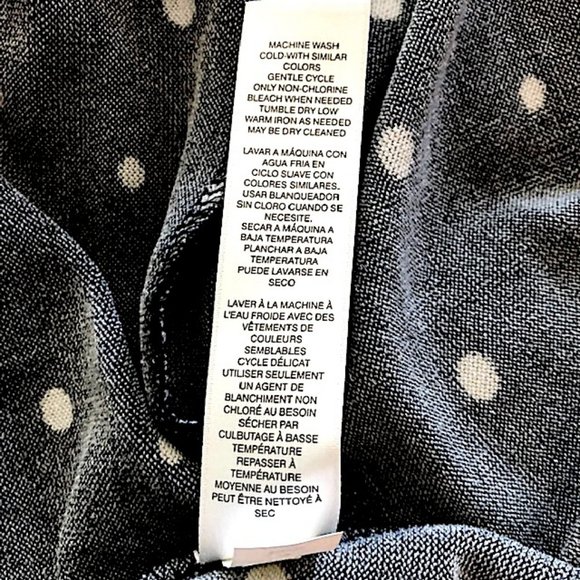 MACHINE WASH
COLD-WITH SIMILAR
COLORS
GENTLE CYCLE
ONLY NON-CHLORINE
BLEACH WHEN NEEDED
TUMBLE DRY LOW
WARM IRON AS NEEDED
MAY BE DRY CLEANED
LAVAR A MÁQUINA CON
AGUA FRIA EN
CICLO SUAVE CON
COLORES SIMILARES.
USAR BLANQUEADOR
SIN CLORO CUANDO SE
NECESITE.
SECAR A MÁQUINA A
BAJA TEMPERATURA
PLANCHAR A BAJA
TEMPERATURA
PUEDE LAVARSE EN
SECO
LAVER À LA MACHINE À
L'EAU FROIDE AVEC DES
VÊTEMENTS DE
COULEURS
SEMBLABLES
CYCLE DÉLICAT
UTILISER SEULEMENT
UN AGENT DE
BLANCHIMENT NON
CHLORÉ AU BESOIN
SÉCHER PAR
CULBUTAGE À BASSE
TEMPÉRATURE
REPASSER À
TEMPÉRATURE
MOYENNE AU BESOIN
PEUT ÊTRE NETTOYÉ À
SEC